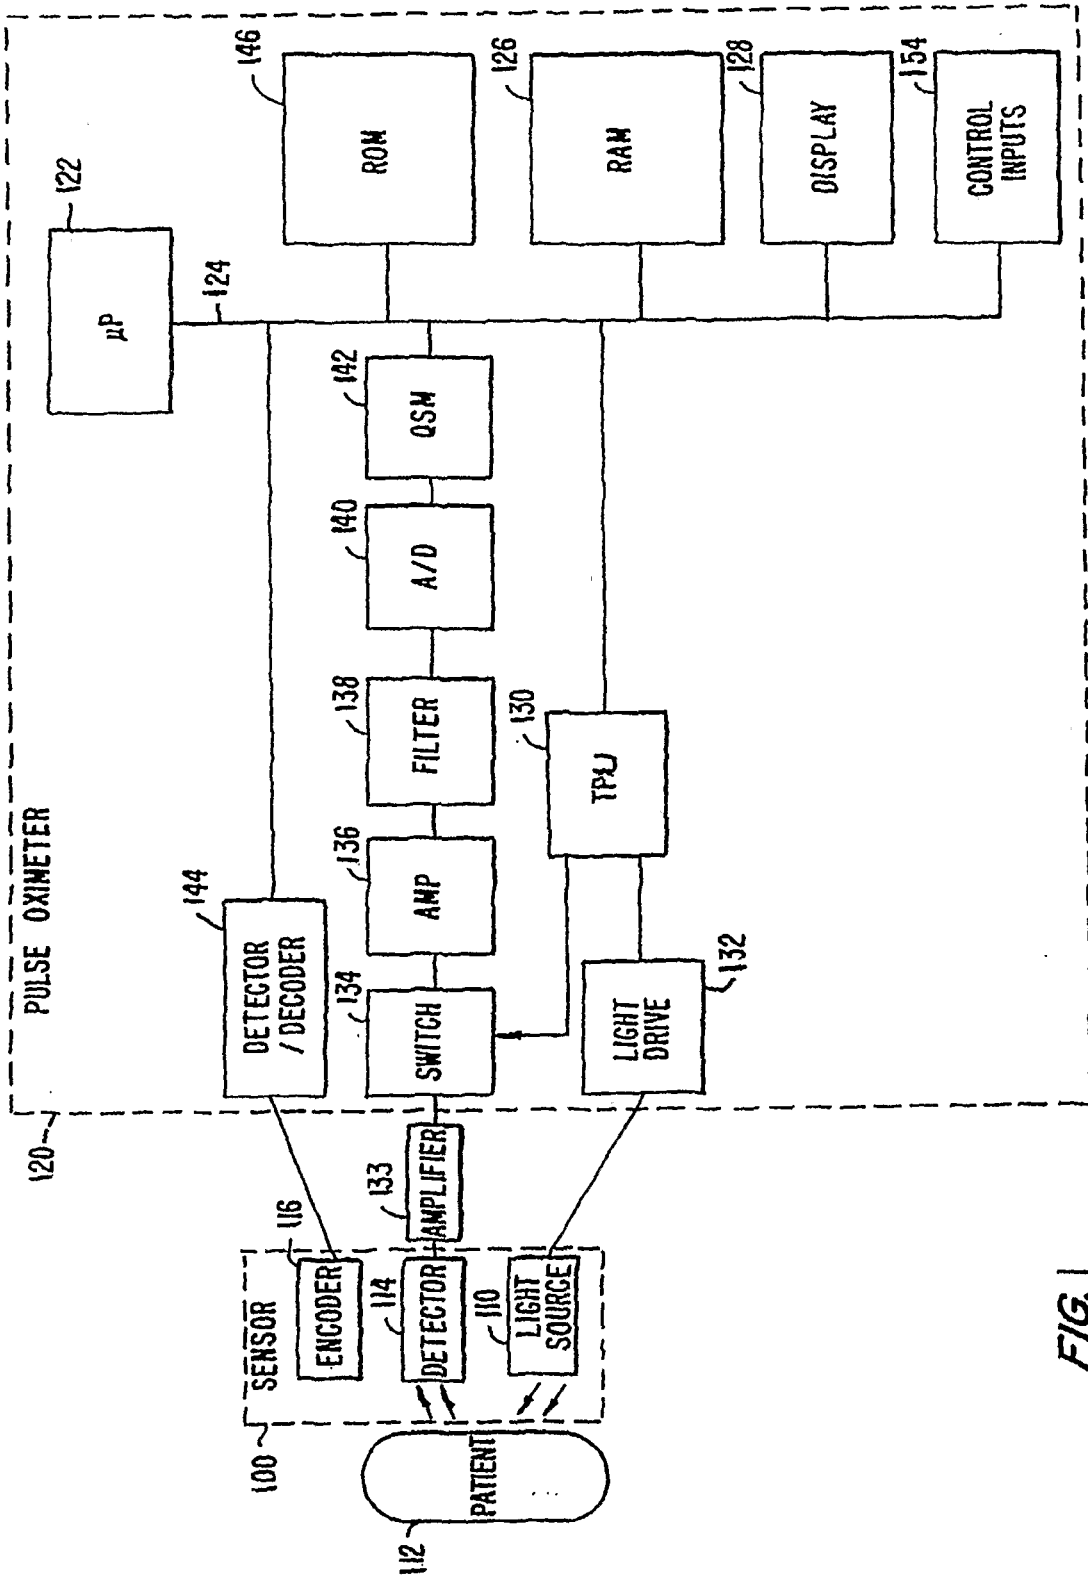 PULSE OXIMETER
120
122
µP
124
146
ROM
126
RAM
128
DISPLAY
154
CONTROL
INPUTS
144
DETECTOR
/DECODER
134
SWITCH
136
AMP
138
FILTER
140
A/D
142
QSM
130
TPU
132
LIGHT
DRIVE
133
AMPLIFIER
100
SENSOR
116
ENCODER
114
DETECTOR
110
LIGHT
SOURCE
112
PATIENT
FIG. 1